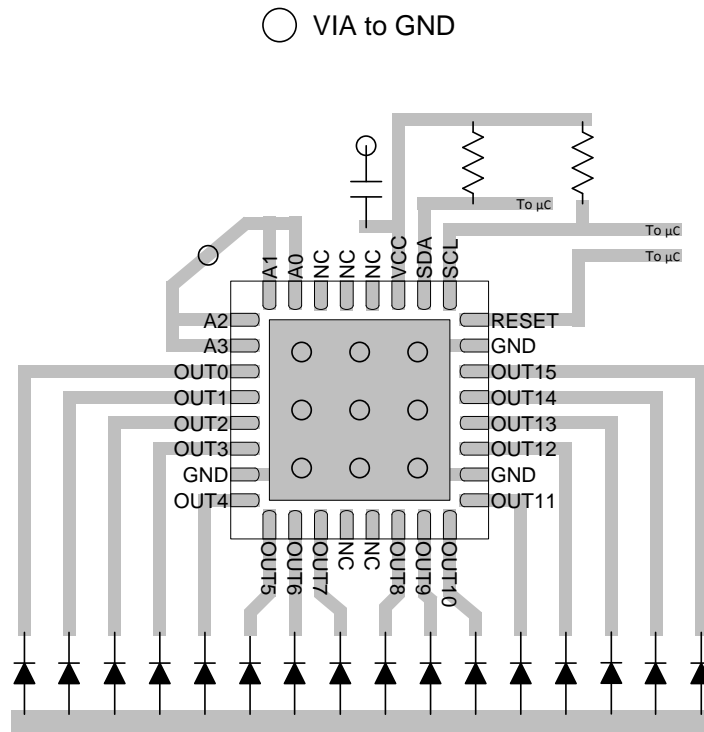 VIA to GND
To µC
To µC
To µC
A1
A0
NC
NC
NC
VCC
SDA
SCL
A2
A3
OUT0
OUT1
OUT2
OUT3
GND
OUT4
RESET
GND
OUT15
OUT14
OUT13
OUT12
GND
OUT11
OUT5
OUT6
OUT7
NC
NC
OUT8
OUT9
OUT10